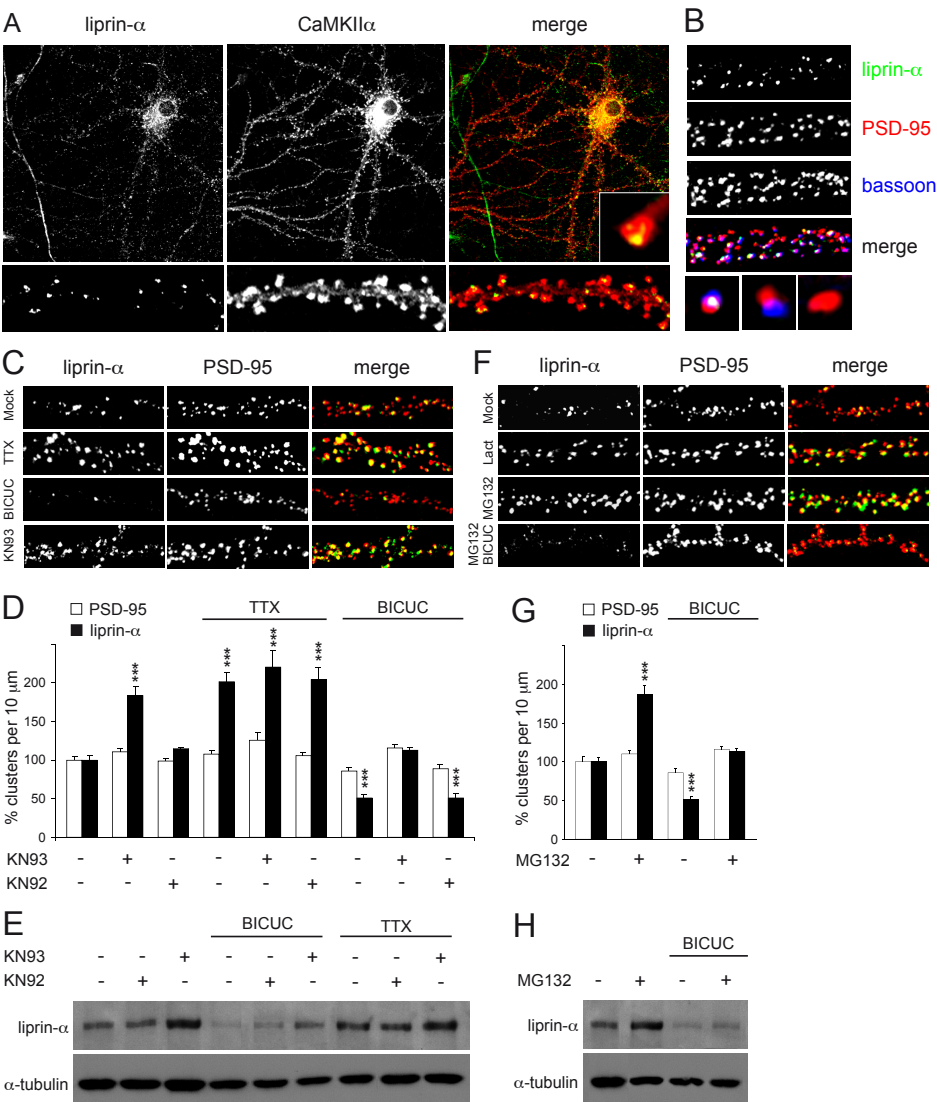 A
liprin-α CaMKIIα merge
B
liprin-α
PSD-95
bassoon
merge
C
liprin-α PSD-95 merge
Mock
TTX
BICUC
KN93
F
liprin-α PSD-95 merge
Mock
Lact
MG132
MG132
BICUC
D
PSD-95
liprin-α
TTX BICUC
% clusters per 10 μm
200
150
100
50
0
*** *** *** *** *** ***
KN93 - + - - + - - + -
KN92 - - + - - + - - +
G
PSD-95
liprin-α
BICUC
% clusters per 10 μm
200
150
100
50
0
*** ***
MG132 - + - +
E
BICUC TTX
KN93 - - + - - + - - +
KN92 - + - - + - - + -
liprin-α
α-tubulin
H
BICUC
MG132 - + - +
liprin-α
α-tubulin